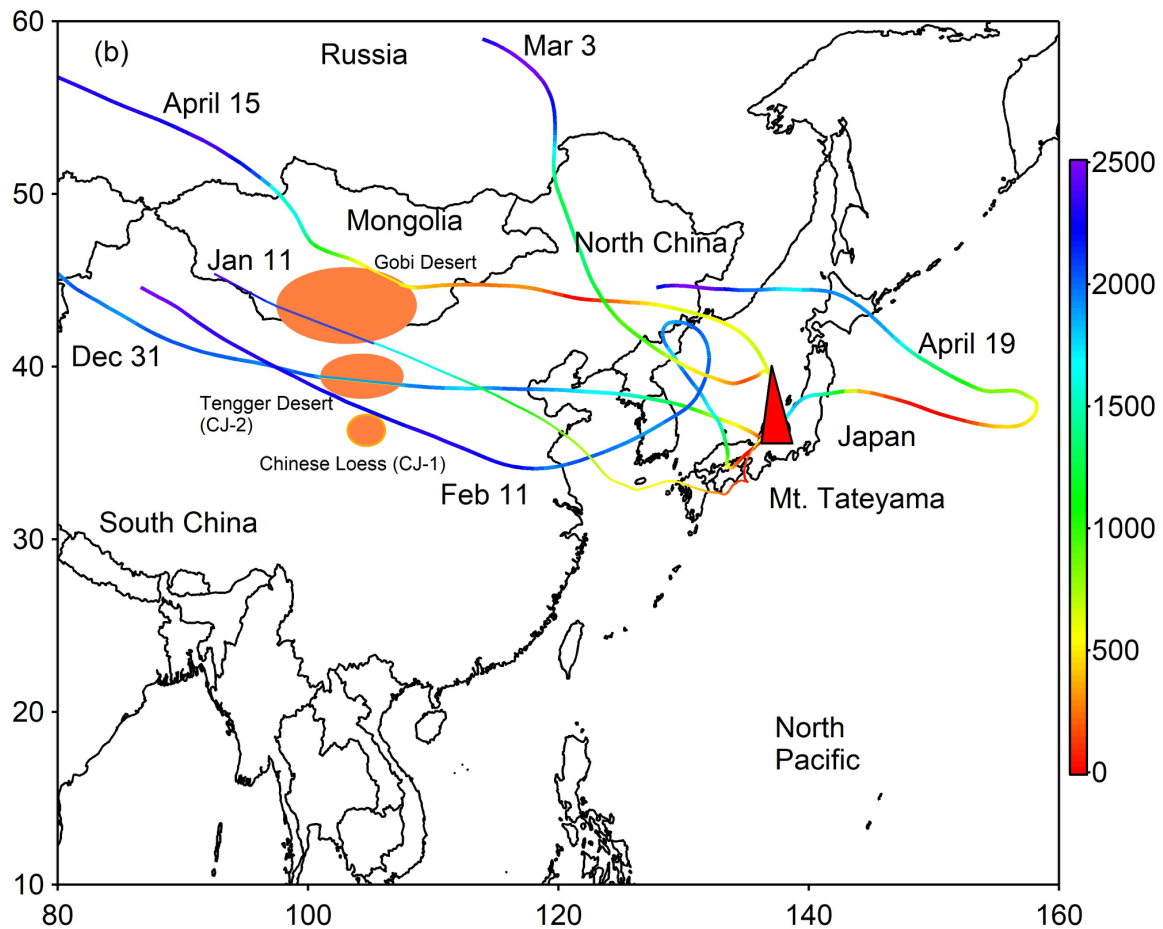 60
(b)
Russia
Mar 3
April 15
2500
50
Mongolia
North China
Jan 11
Gobi Desert
2000
40
Dec 31
April 19
Tengger Desert
(CJ-2)
1500
Japan
Chinese Loess (CJ-1)
Feb 11
Mt. Tateyama
South China
30
1000
500
20
North
Pacific
0
10
80
100
120
140
160